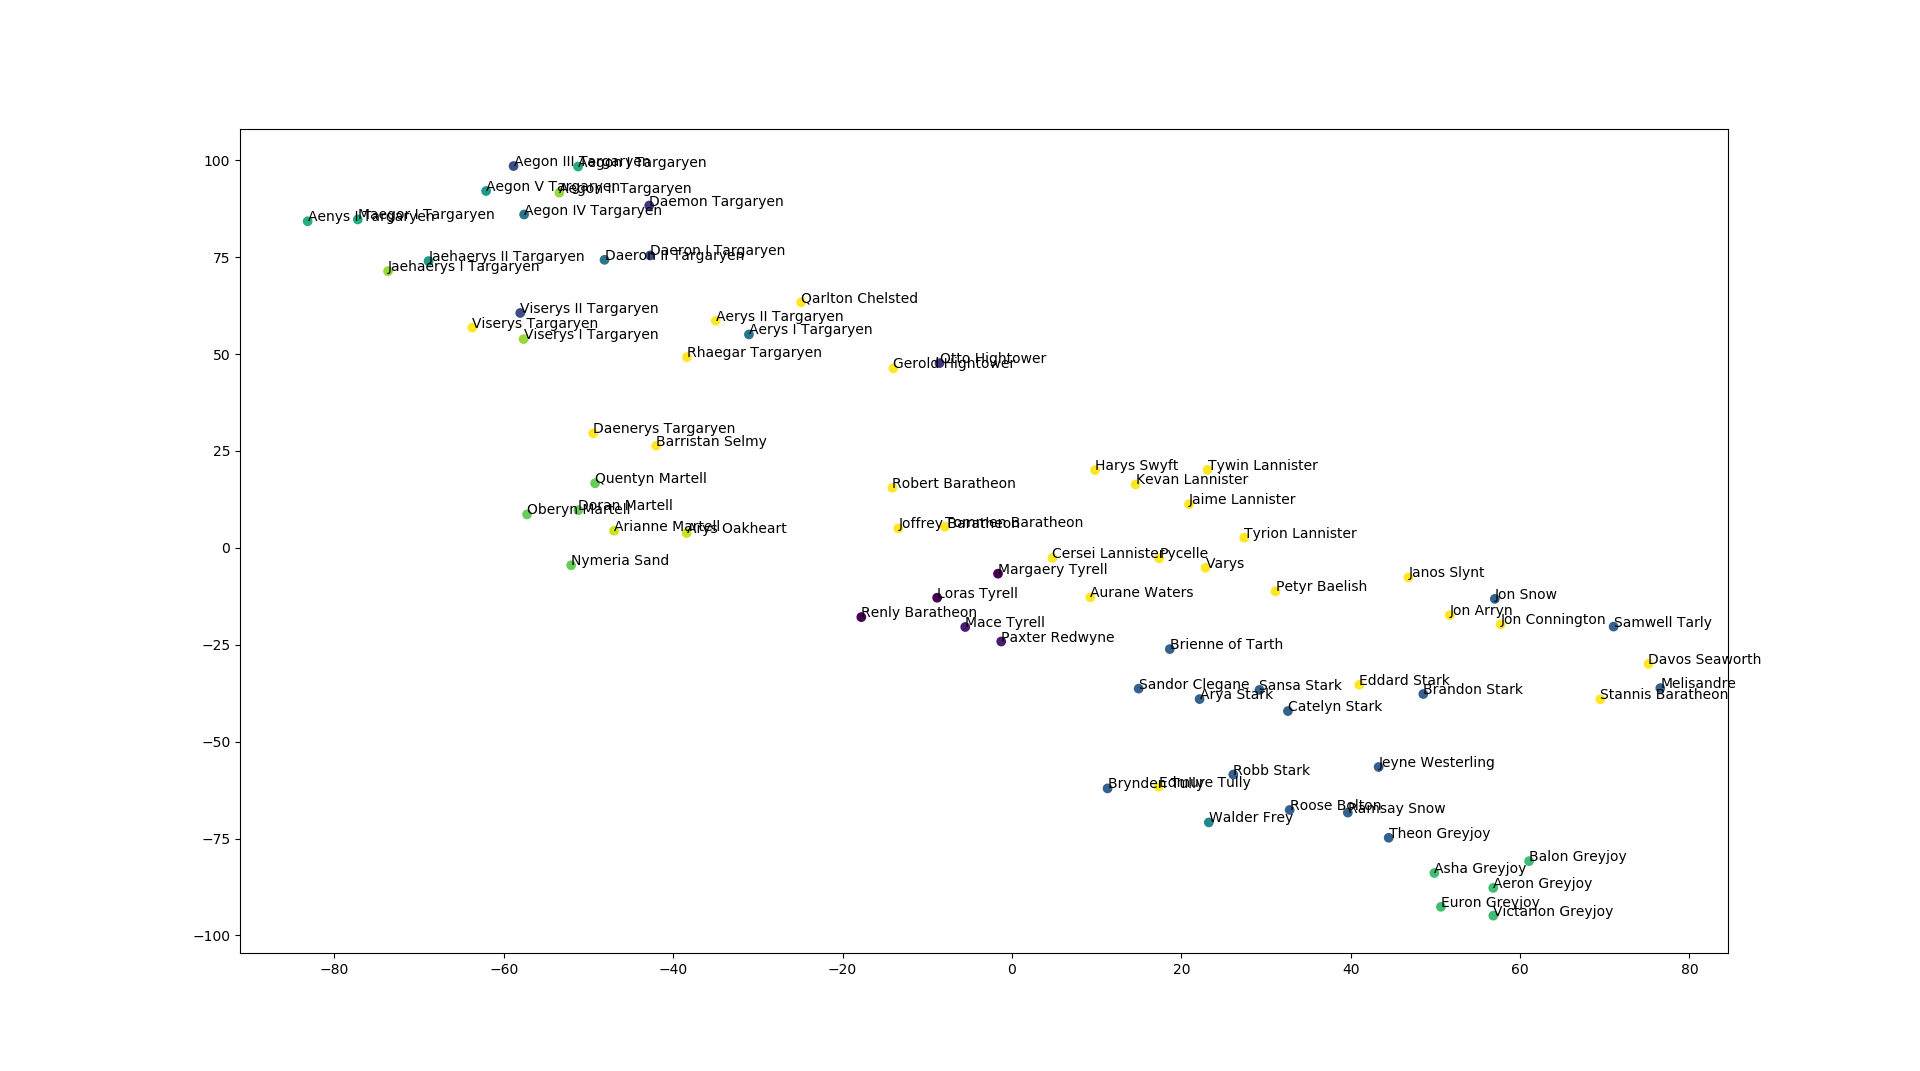 100
75
50
25
0
−25
−50
−75
−100
−80
−60
−40
−20
0
20
40
60
80
Aegon III Targaryen
Aegon I Targaryen
Aegon V Targaryen
Aegon II Targaryen
Daemon Targaryen
Aegon IV Targaryen
Aenys I Targaryen
Maegor I Targaryen
Daeron I Targaryen
Daeron II Targaryen
Jaehaerys II Targaryen
Jaehaerys I Targaryen
Qarlton Chelsted
Viserys II Targaryen
Aerys II Targaryen
Viserys Targaryen
Aerys I Targaryen
Viserys I Targaryen
Rhaegar Targaryen
Otto Hightower
Gerold Hightower
Daenerys Targaryen
Barristan Selmy
Harys Swyft
Tywin Lannister
Quentyn Martell
Kevan Lannister
Robert Baratheon
Jaime Lannister
Doran Martell
Oberyn Martell
Joffrey Baratheon
Tommen Baratheon
Arianne Martell
Arys Oakheart
Tyrion Lannister
Cersei Lannister
Pycelle
Nymeria Sand
Varys
Margaery Tyrell
Janos Slynt
Petyr Baelish
Loras Tyrell
Aurane Waters
Jon Snow
Renly Baratheon
Jon Arryn
Mace Tyrell
Jon Connington
Samwell Tarly
Paxter Redwyne
Brienne of Tarth
Davos Seaworth
Sandor Clegane
Sansa Stark
Eddard Stark
Melisandre
Arya Stark
Brandon Stark
Stannis Baratheon
Catelyn Stark
Jeyne Westerling
Robb Stark
Brynden Tully
Edmure Tully
Roose Bolton
Ramsay Snow
Walder Frey
Theon Greyjoy
Balon Greyjoy
Asha Greyjoy
Aeron Greyjoy
Euron Greyjoy
Victarion Greyjoy